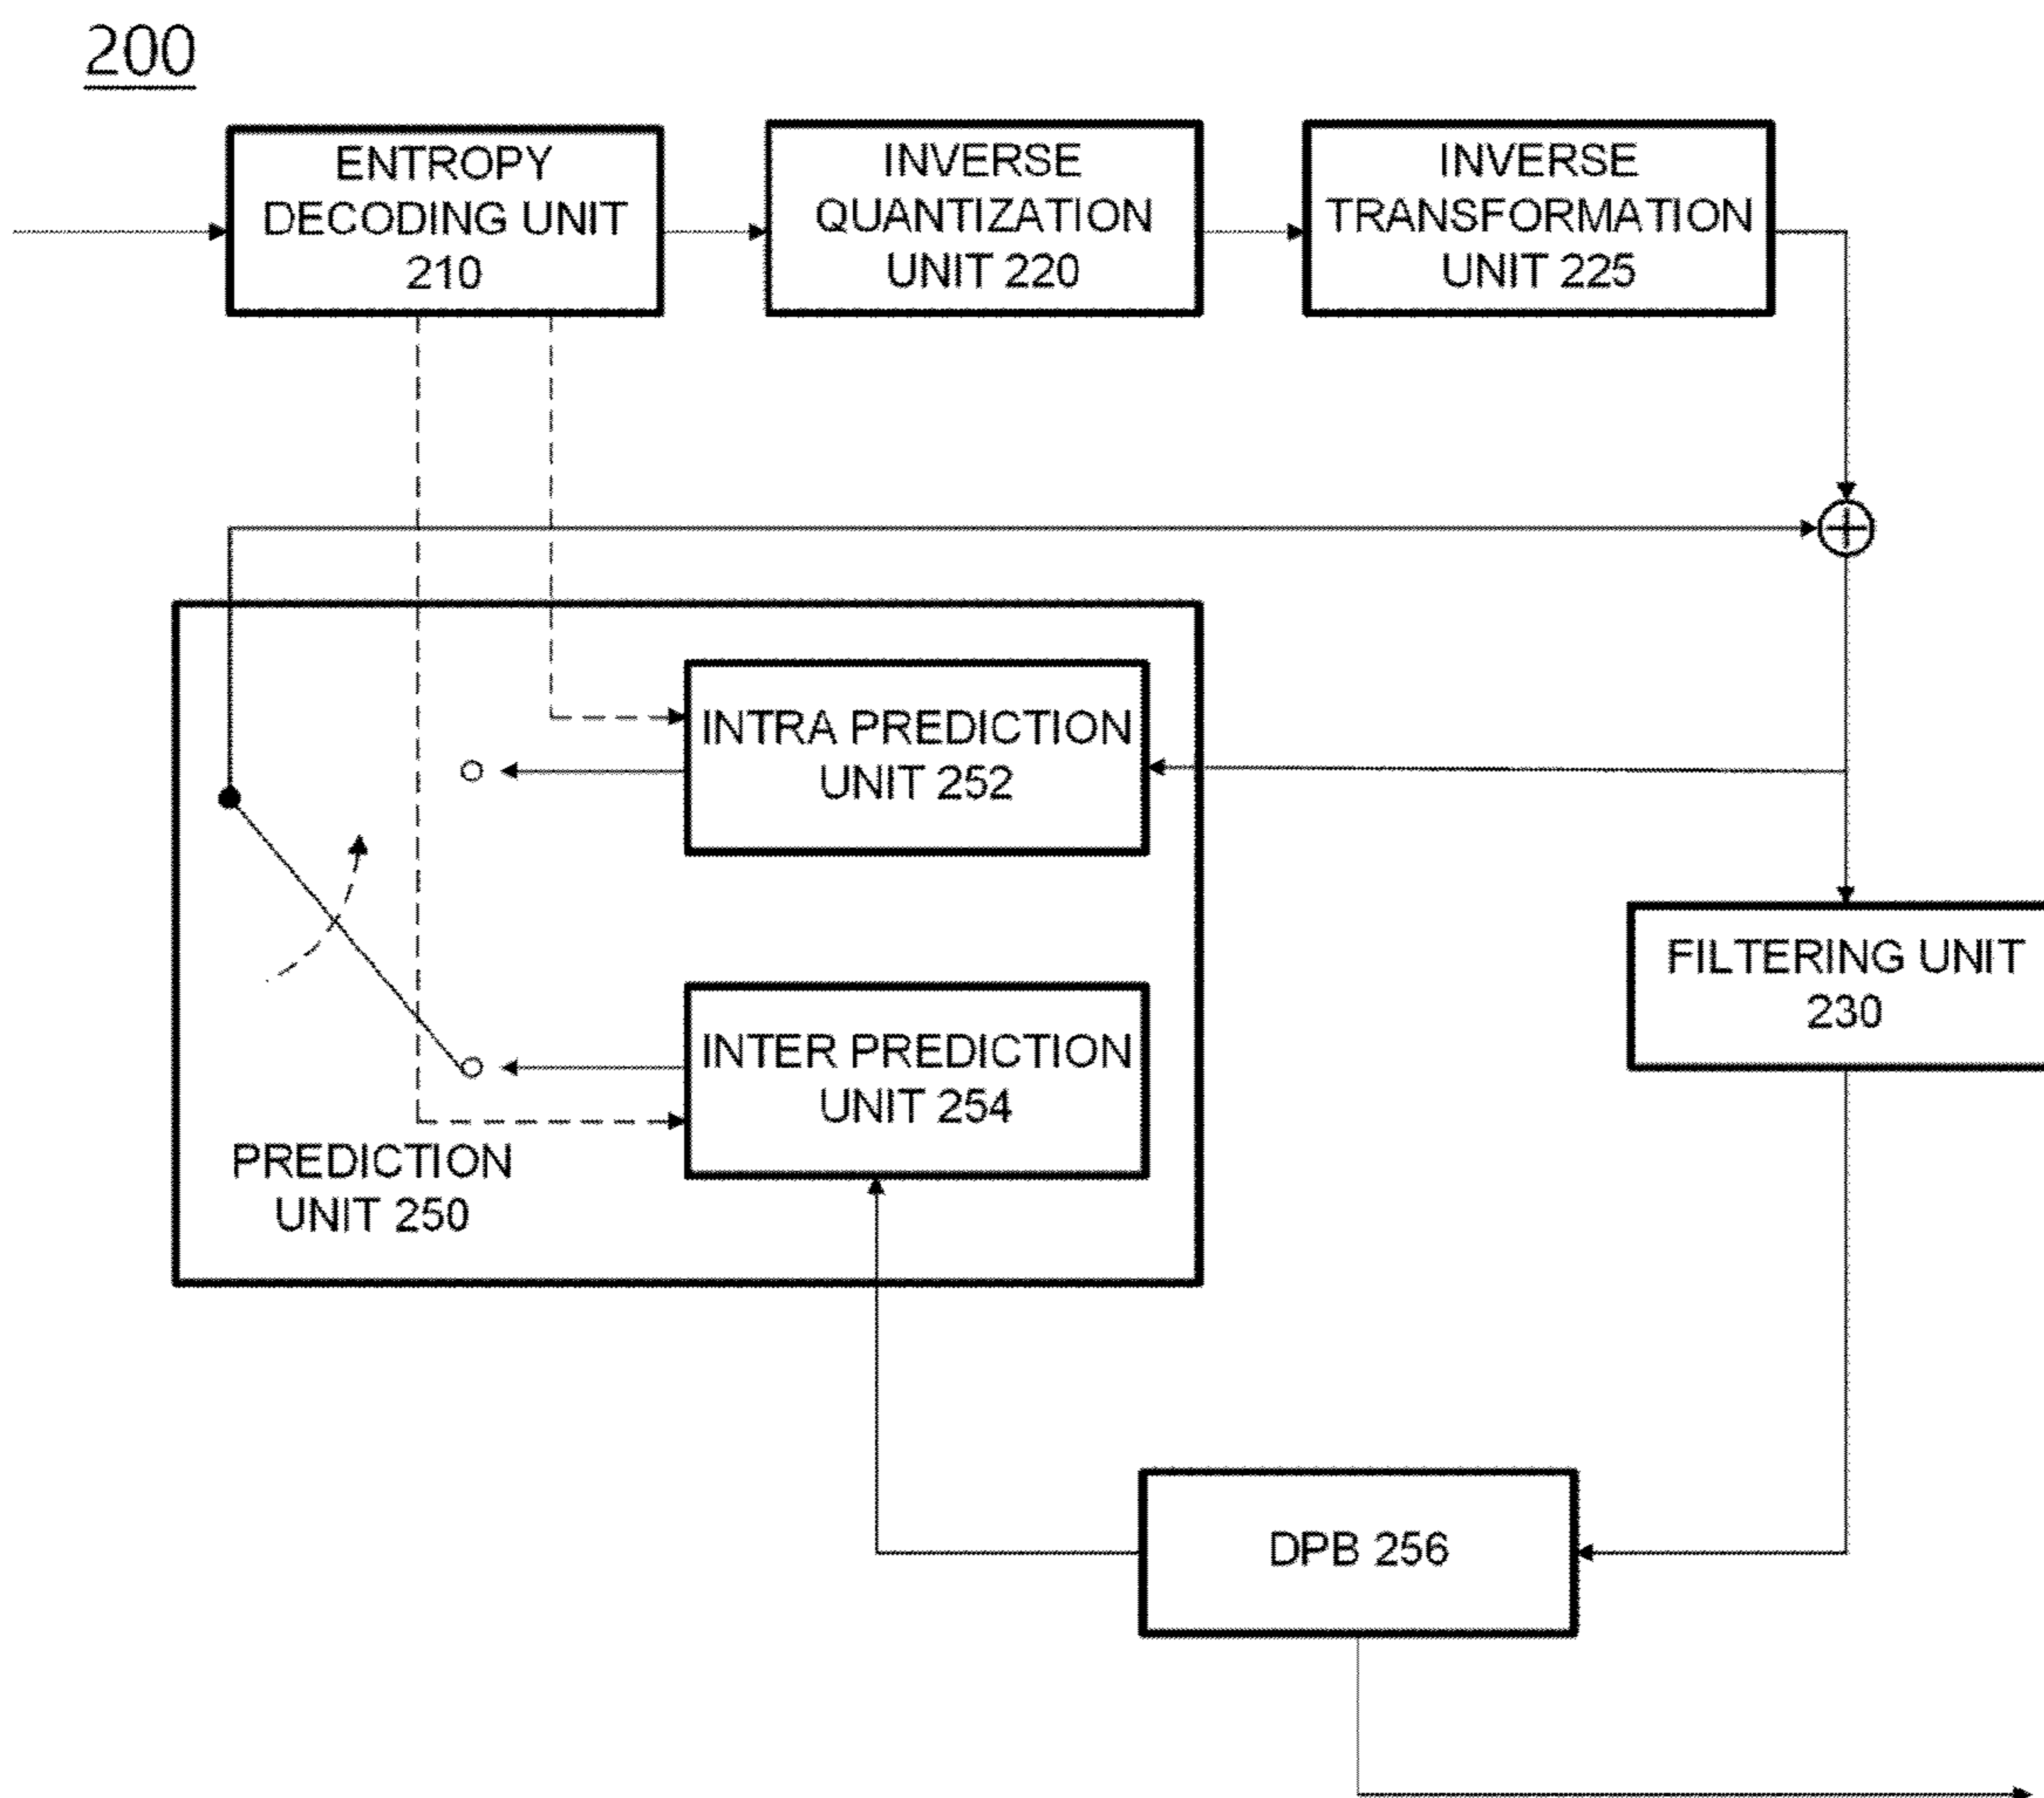 200
ENTROPY
DECODING UNIT
210
INVERSE
QUANTIZATION
UNIT 220
INVERSE
TRANSFORMATION
UNIT 225
INTRA PREDICTION
UNIT 252
FILTERING UNIT
230
INTER PREDICTION
UNIT 254
PREDICTION
UNIT 250
DPB 256